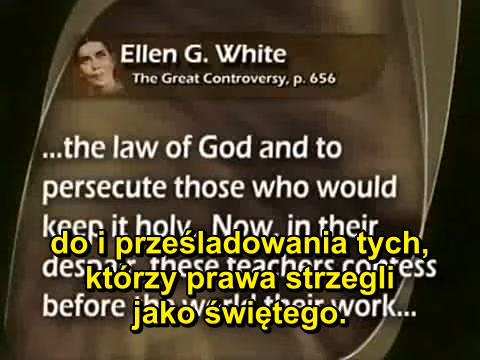 Ellen G. White
The Great Controversy, p. 656
...the law of God and to
persecute those who would
keep it holy. Now, in their
despair, these teachers confess
before the world their work...
do i prześladowania tych,
którzy prawa strzegli
jako świętego.